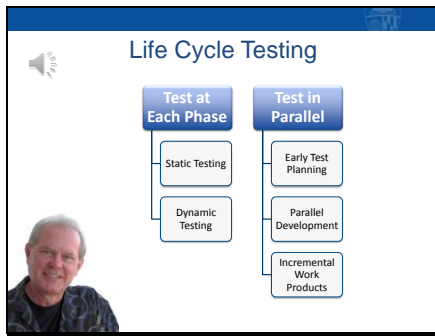 Life Cycle Testing
Test at
Each Phase
Static Testing
Dynamic
Testing
Test in
Parallel
Early Test
Planning
Parallel
Development
Incremental
Work
Products